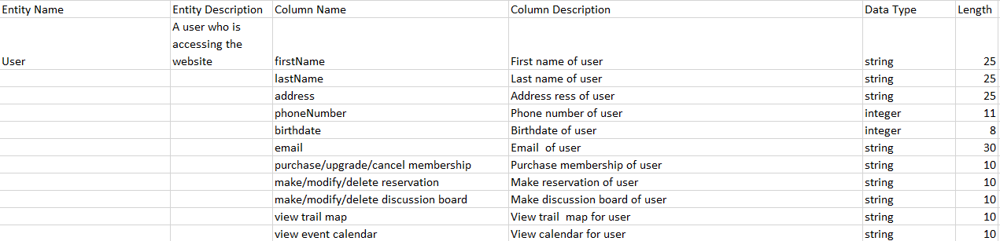 Entity Name Entity Description Column Name Column Description Data Type Length
A user who is
accessing the
User website firstName First name of user string 25
lastName Last name of user string 25
address Address ress of user string 25
phoneNumber Phone number of user integer 11
birthdate Birthdate of user integer 8
email Email  of user string 30
purchase/upgrade/cancel membership Purchase membership of user string 10
make/modify/delete reservation Make reservation of user string 10
make/modify/delete discussion board Make discussion board of user string 10
view trail map View trail  map for user string 10
view event calendar View calendar for user string 10